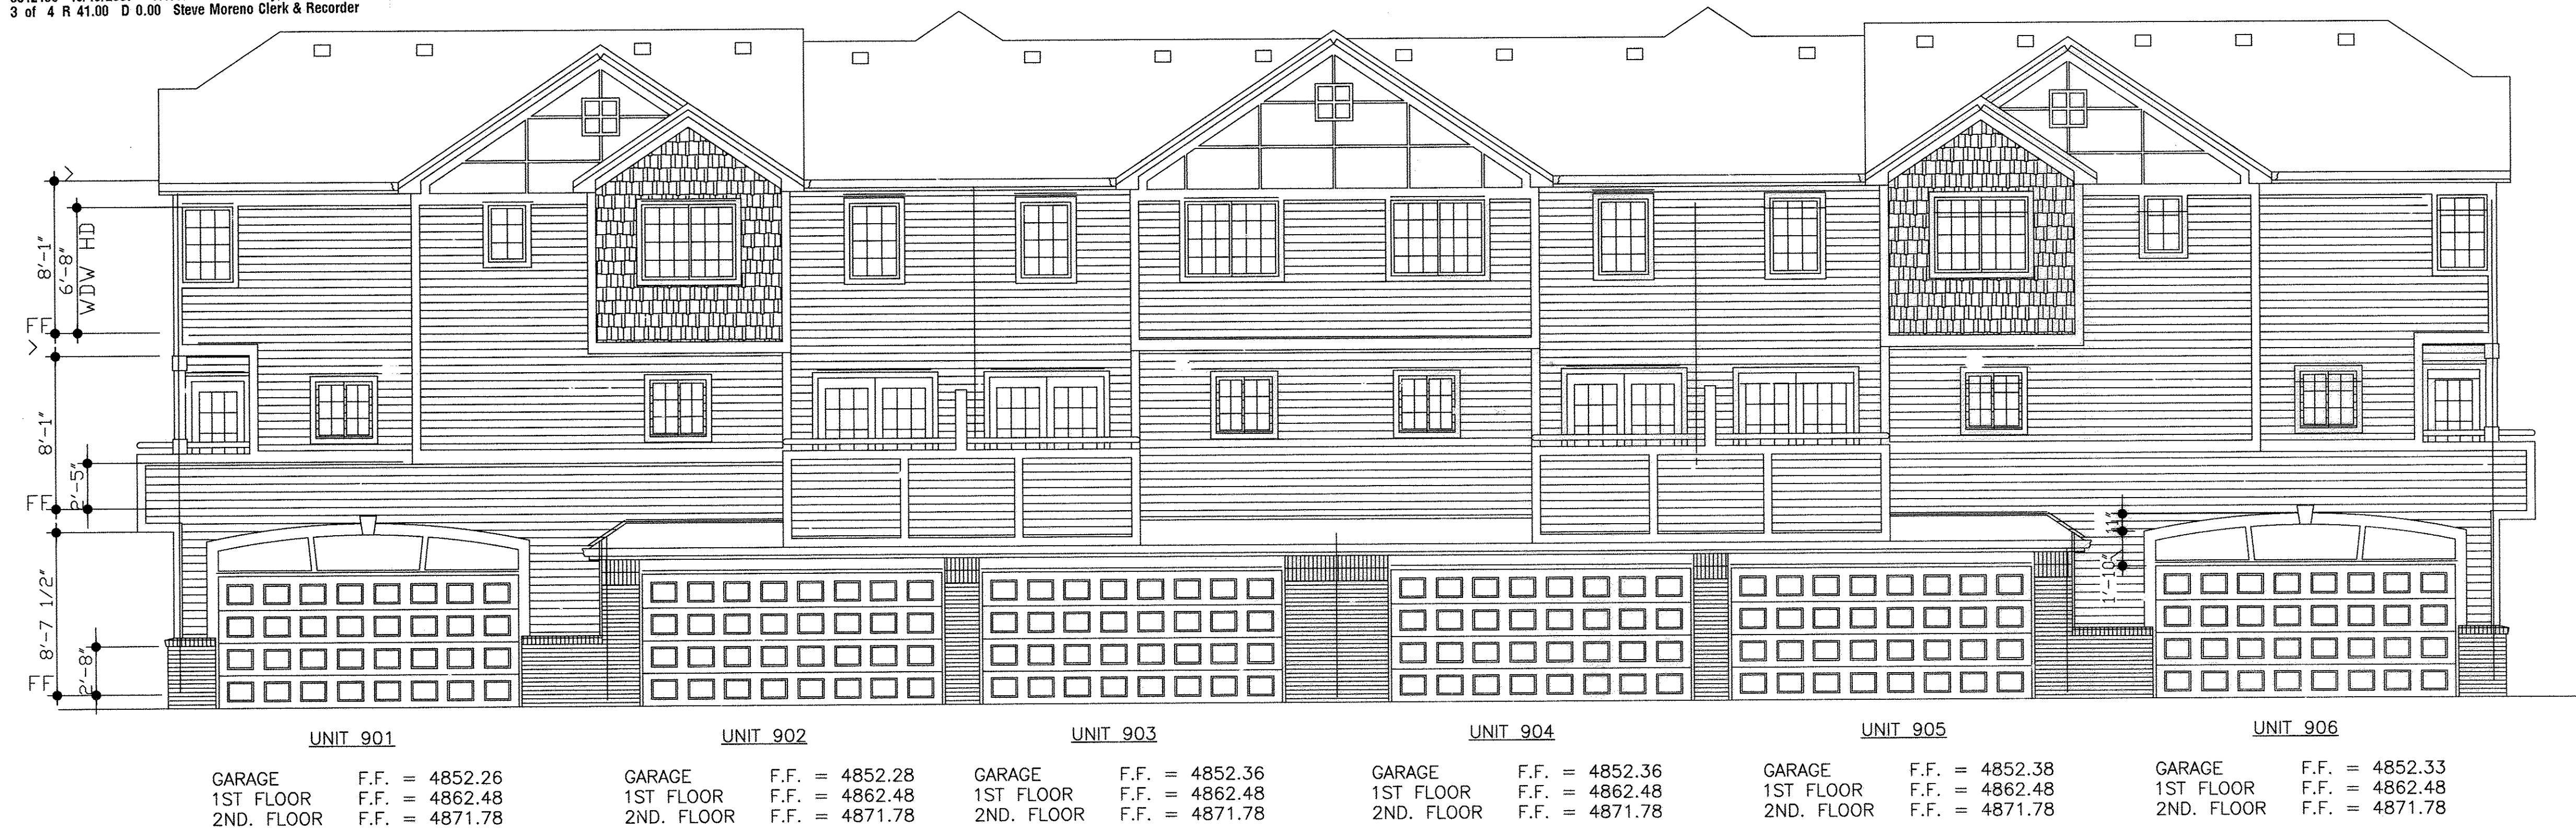 3 of 4 R 41.00 D 0.00 Steve Moreno Clerk & Recorder
8'-1"
6'-8"
WDW HD
FF
8'-1"
2'-5"
FF
8'-7 1/2"
2'-8"
FF
11"
1'-10"
UNIT 901
GARAGE F.F. = 4852.26
1ST FLOOR F.F. = 4862.48
2ND. FLOOR F.F. = 4871.78
UNIT 902
GARAGE F.F. = 4852.28
1ST FLOOR F.F. = 4862.48
2ND. FLOOR F.F. = 4871.78
UNIT 903
GARAGE F.F. = 4852.36
1ST FLOOR F.F. = 4862.48
2ND. FLOOR F.F. = 4871.78
UNIT 904
GARAGE F.F. = 4852.36
1ST FLOOR F.F. = 4862.48
2ND. FLOOR F.F. = 4871.78
UNIT 905
GARAGE F.F. = 4852.38
1ST FLOOR F.F. = 4862.48
2ND. FLOOR F.F. = 4871.78
UNIT 906
GARAGE F.F. = 4852.33
1ST FLOOR F.F. = 4862.48
2ND. FLOOR F.F. = 4871.78